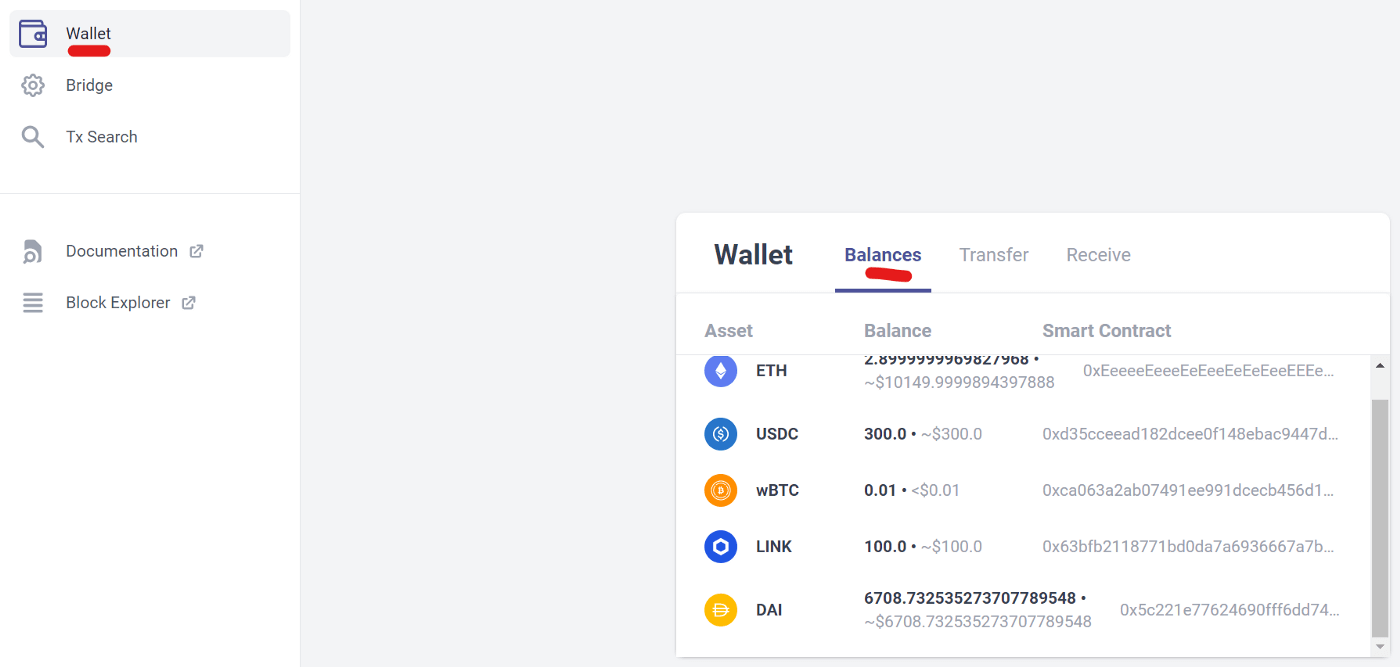 Wallet
Bridge
Tx Search
Documentation
Block Explorer
Wallet Balances Transfer Receive
Asset Balance Smart Contract
2.8999999969827968 •
ETH 0xEeeeeEeeeEeEeeEeEeEeeEEEe...
~$10149.9999894397888
USDC 300.0 • ~$300.0 0xd35cceead182dcee0f148ebac9447d...
wBTC 0.01 • <$0.01 0xca063a2ab07491ee991dcecb456d1...
LINK 100.0 • ~$100.0 0x63bfb2118771bd0da7a6936667a7b...
6708.732535273707789548 •
DAI 0x5c221e77624690fff6dd74...
~$6708.732535273707789548